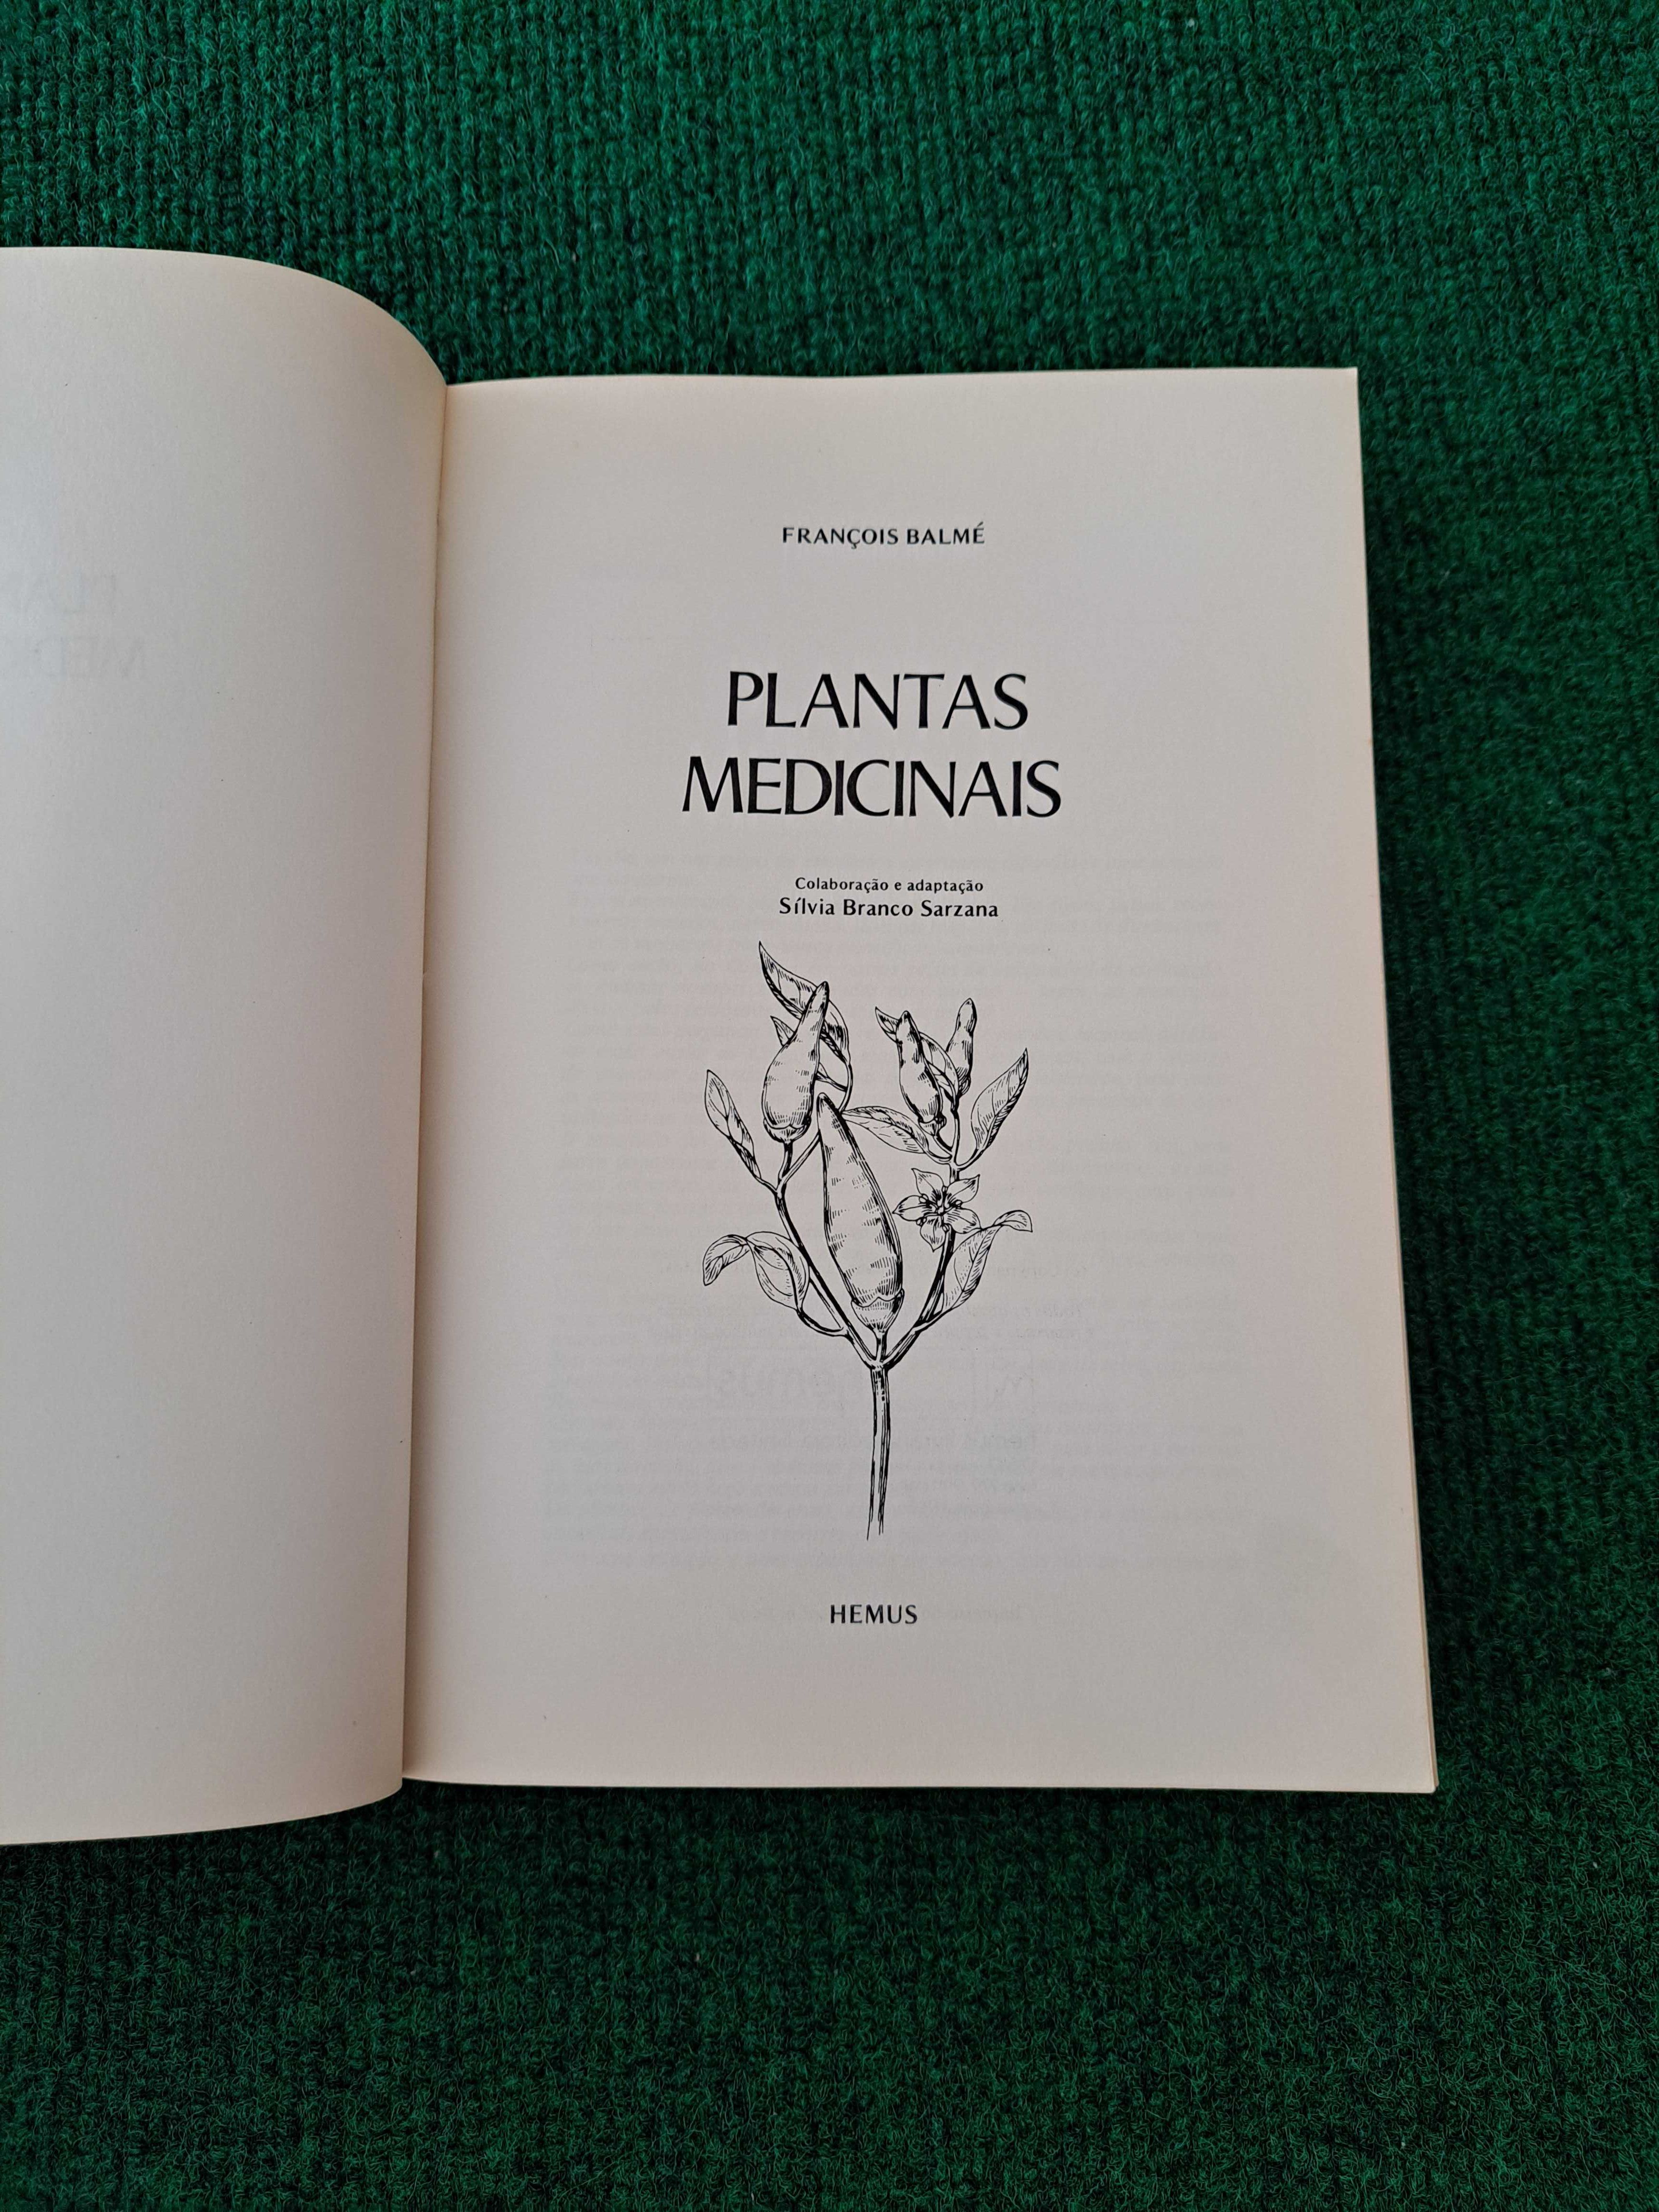 FRANÇOIS BALMÉ
PLANTAS
MEDICINAIS
Colaboração e adaptação
Sílvia Branco Sarzana
HEMUS